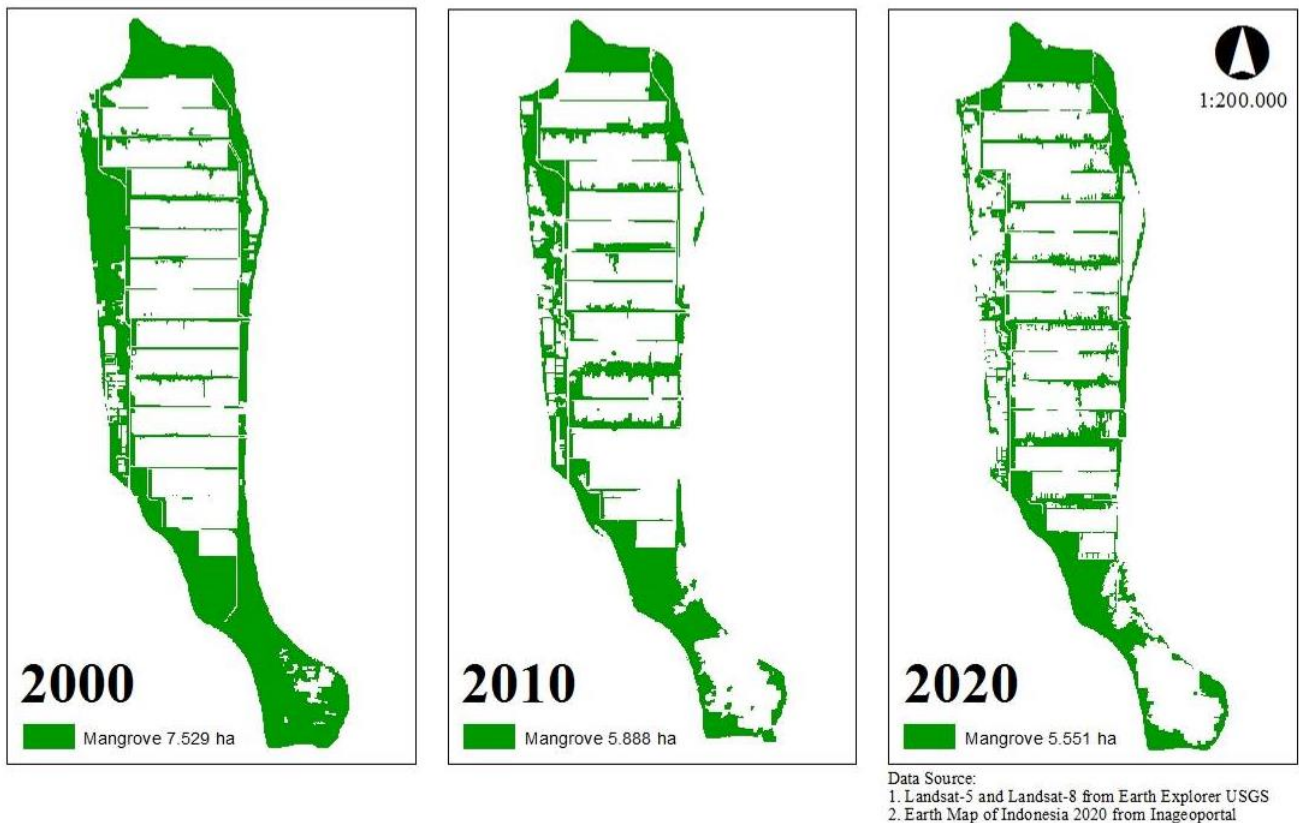 1:200.000
2000
Mangrove 7.529 ha
2010
Mangrove 5.888 ha
2020
Mangrove 5.551 ha
Data Source:
1. Landsat-5 and Landsat-8 from Earth Explorer USGS
2. Earth Map of Indonesia 2020 from Inageoportal